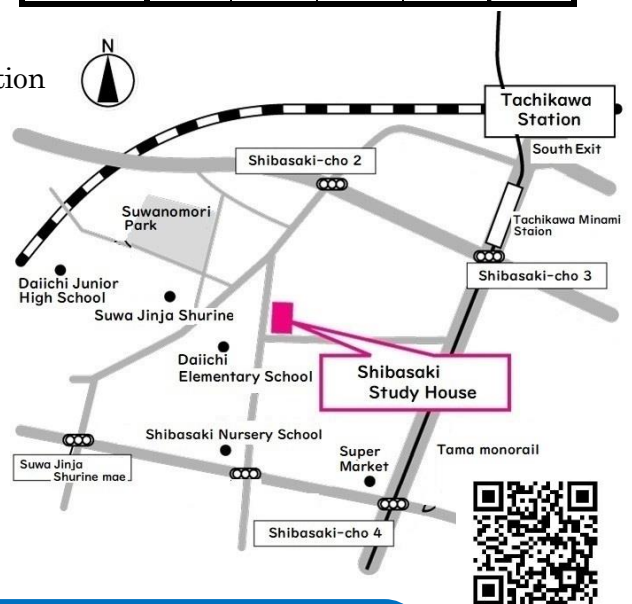 tion
N
Tachikawa
Station
South Exit
Shibasaki-cho 2
Suwanomori
Park
Tachikawa Minami
Staion
Shibasaki-cho 3
Daiichi Junior
High School
Suwa Jinja Shurine
Daiichi
Elementary School
Shibasaki
Study House
Shibasaki Nursery School
Super
Market
Tama monorail
Suwa Jinja
Shurine mae
Shibasaki-cho 4